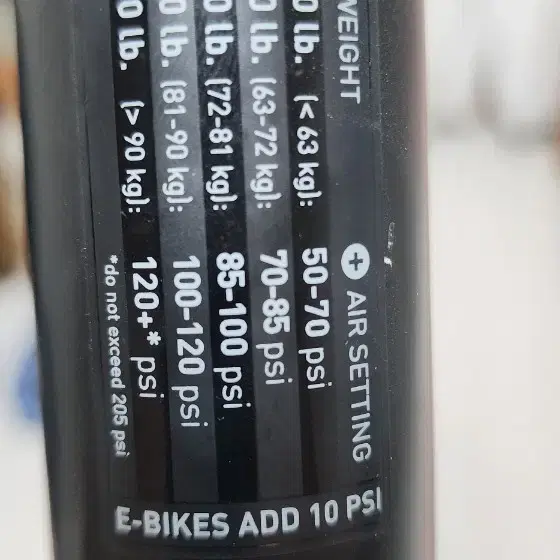 WEIGHT + AIR SETTING
0 lb. (< 63 kg): 50-70 psi
0 lb. (63-72 kg): 70-85 psi
0 lb. (72-81 kg): 85-100 psi
0 lb. (81-90 kg): 100-120 psi
0 lb. (> 90 kg): 120+* psi
*do not exceed 205 psi
E-BIKES ADD 10 PSI